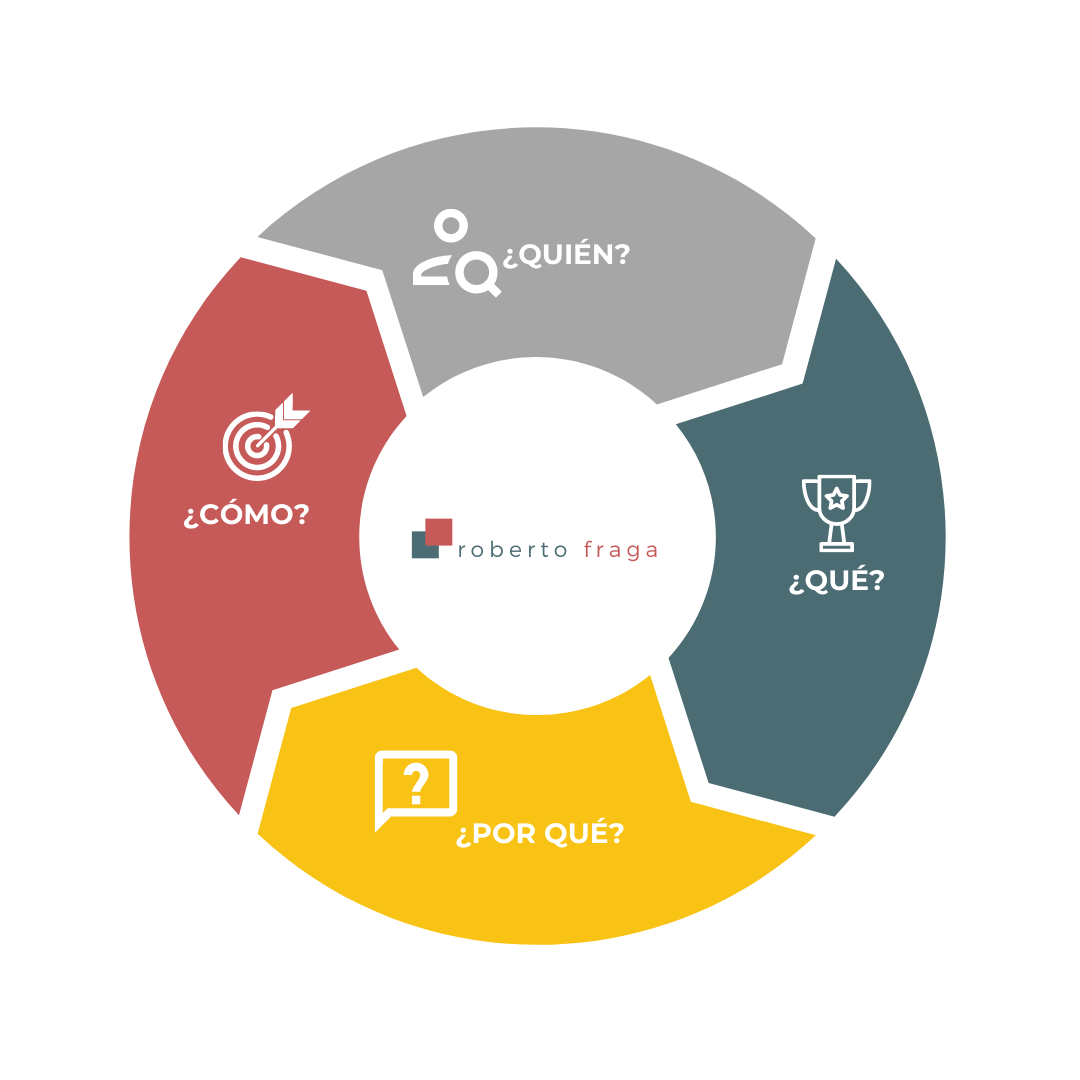 ¿QUIÉN?
¿CÓMO?
roberto fraga
¿QUÉ?
?
¿POR QUÉ?